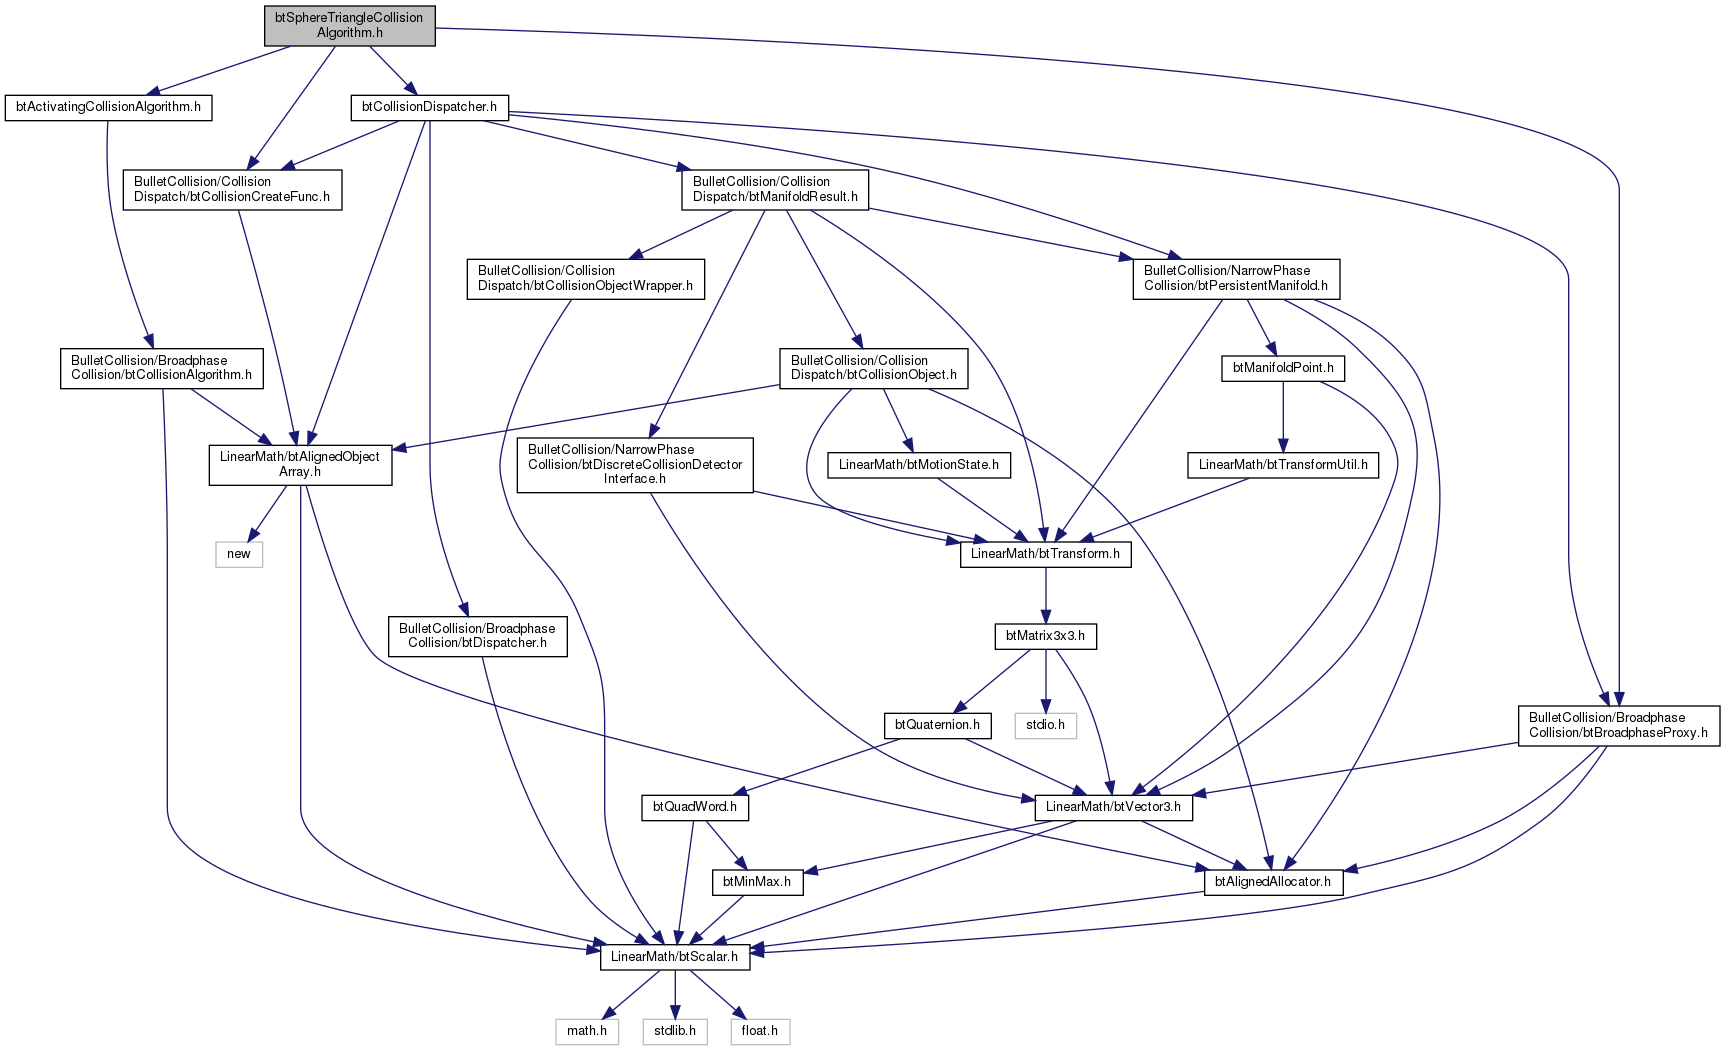 btSphereTriangleCollision
Algorithm.h
btActivatingCollisionAlgorithm.h
btCollisionDispatcher.h
BulletCollision/Collision
Dispatch/btCollisionCreateFunc.h
BulletCollision/Collision
Dispatch/btManifoldResult.h
BulletCollision/Collision
Dispatch/btCollisionObjectWrapper.h
BulletCollision/NarrowPhase
Collision/btPersistentManifold.h
BulletCollision/Broadphase
Collision/btCollisionAlgorithm.h
BulletCollision/Collision
Dispatch/btCollisionObject.h
btManifoldPoint.h
LinearMath/btAlignedObject
Array.h
BulletCollision/NarrowPhase
Collision/btDiscreteCollisionDetector
Interface.h
LinearMath/btMotionState.h
LinearMath/btTransformUtil.h
new
LinearMath/btTransform.h
BulletCollision/Broadphase
Collision/btDispatcher.h
btMatrix3x3.h
btQuaternion.h
stdio.h
BulletCollision/Broadphase
Collision/btBroadphaseProxy.h
btQuadWord.h
LinearMath/btVector3.h
btMinMax.h
btAlignedAllocator.h
LinearMath/btScalar.h
math.h
stdlib.h
float.h